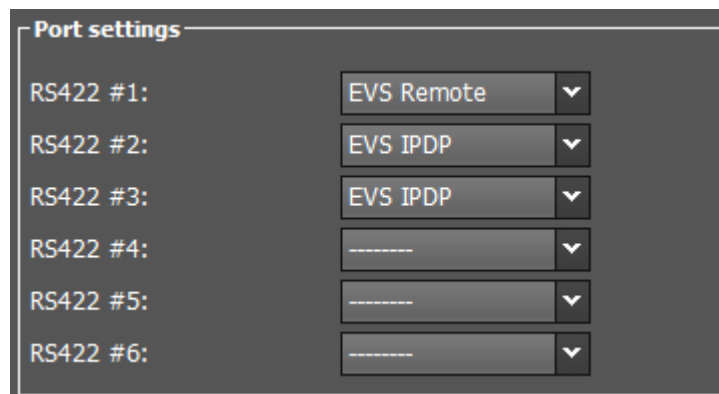 Port settings
RS422 #1: EVS Remote
RS422 #2: EVS IPDP
RS422 #3: EVS IPDP
RS422 #4: --------
RS422 #5: --------
RS422 #6: --------